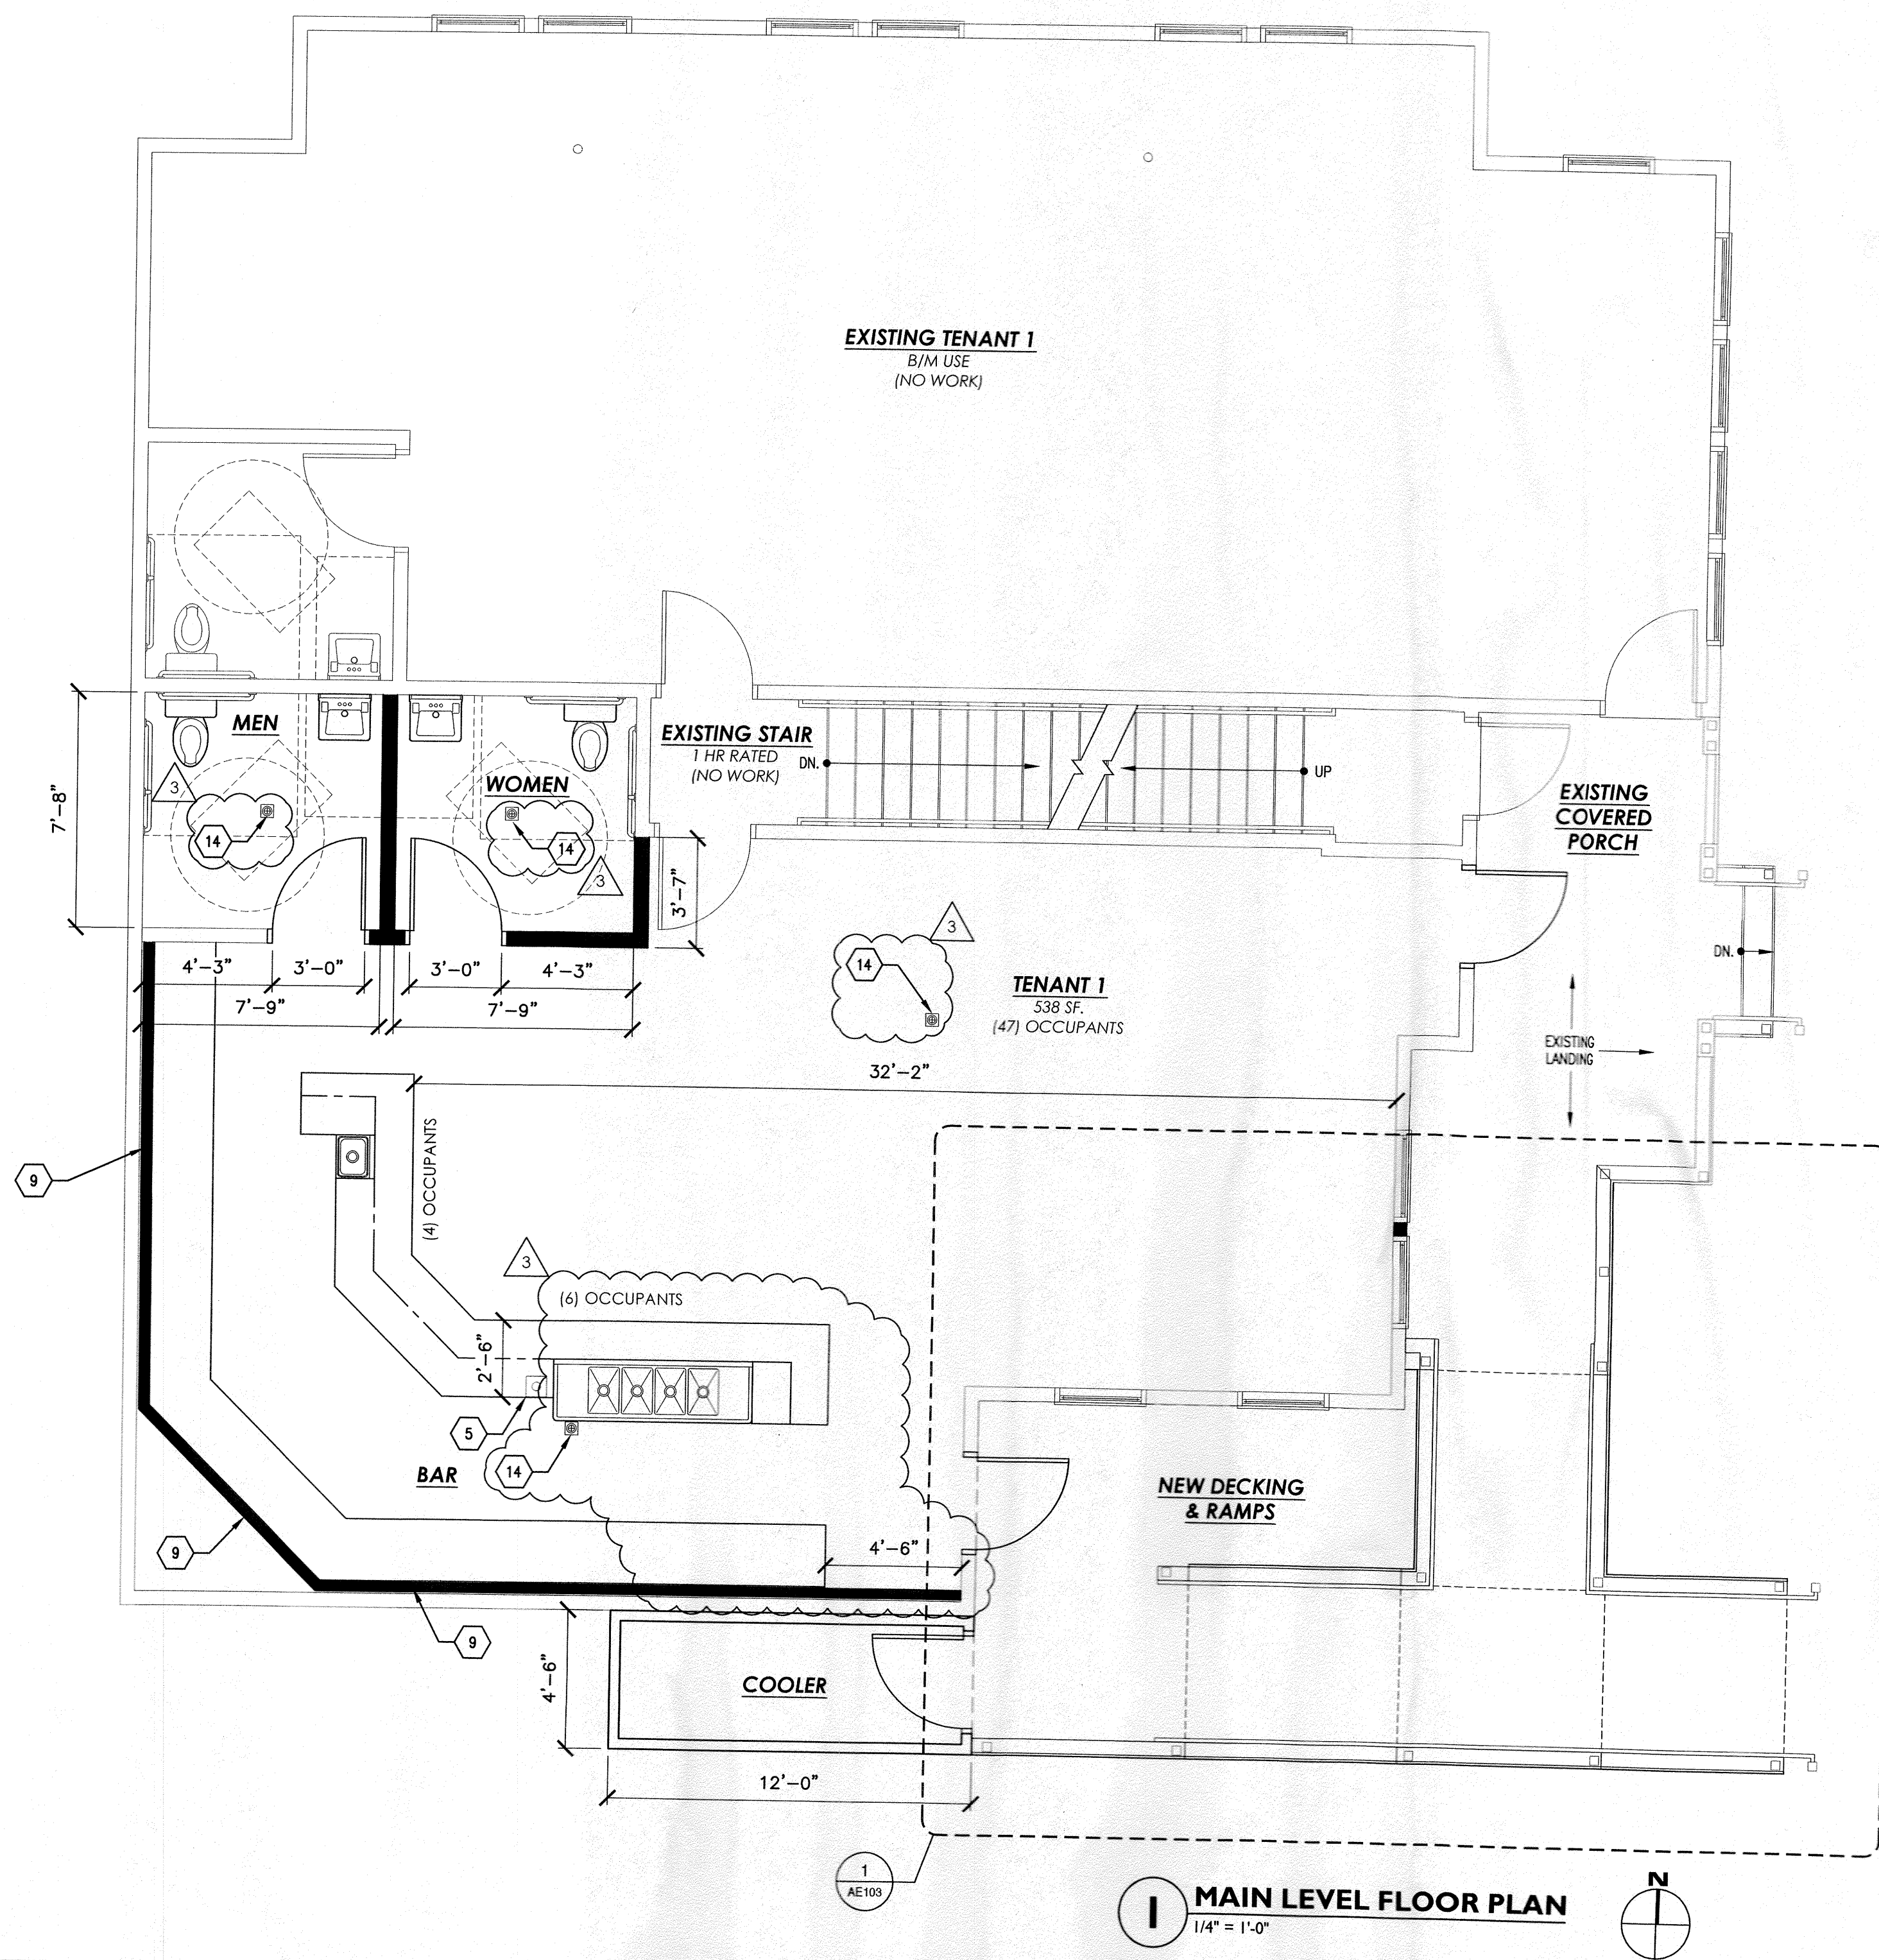 EXISTING TENANT 1
B/M USE
(NO WORK)
MEN
3
14
7'-8"
WOMEN
14
3
EXISTING STAIR
1 HR RATED
(NO WORK)
DN.
UP
EXISTING
COVERED
PORCH
3'-7"
4'-3"
3'-0"
3'-0"
4'-3"
7'-9"
7'-9"
3
14
TENANT 1
538 SF.
(47) OCCUPANTS
DN.
EXISTING
LANDING
32'-2"
(4) OCCUPANTS
9
3
(6) OCCUPANTS
2'-6"
5
14
BAR
NEW DECKING
& RAMPS
4'-6"
9
9
4'-6"
COOLER
12'-0"
1
AE103
1
MAIN LEVEL FLOOR PLAN
1/4" = 1'-0"
N